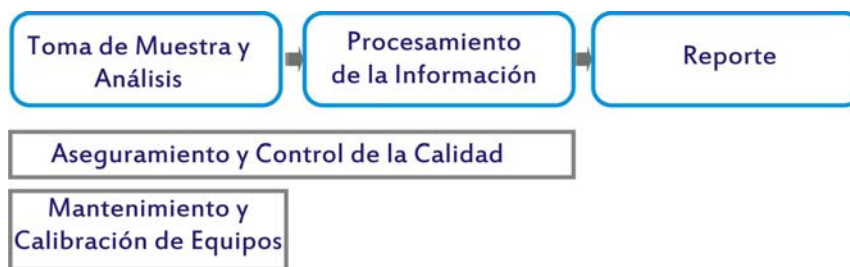 Toma de Muestra y
Análisis
Procesamiento
de la Información
Reporte
Aseguramiento y Control de la Calidad
Mantenimiento y
Calibración de Equipos